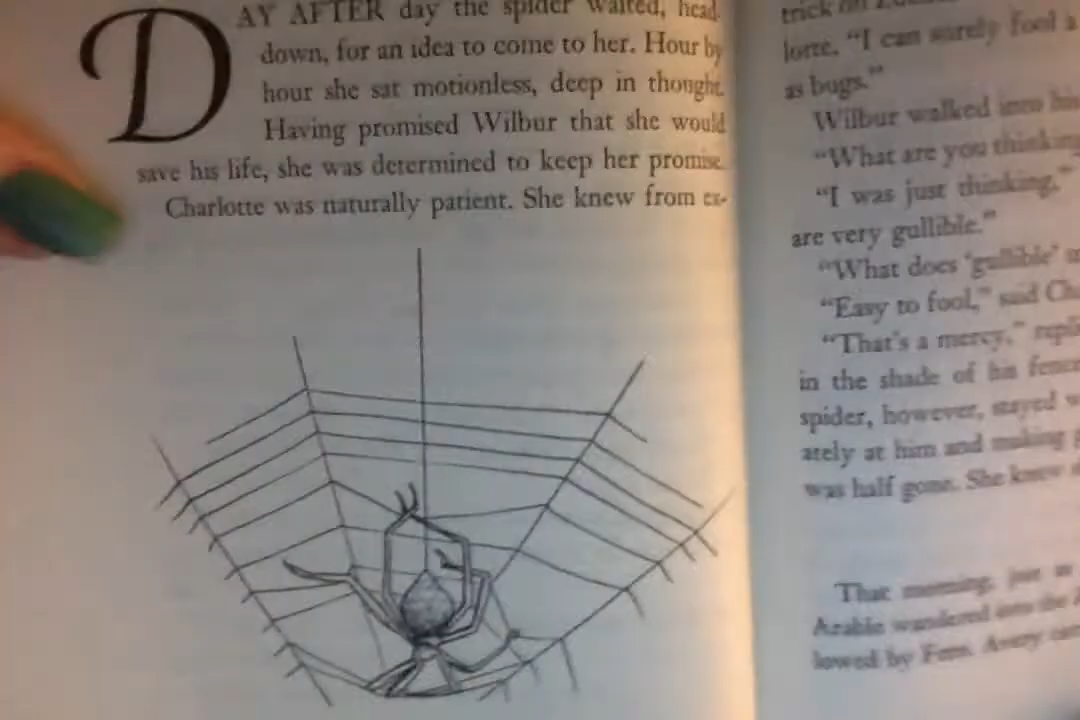 DAY AFTER day the spider waited, head-
down, for an idea to come to her. Hour by
hour she sat motionless, deep in thought.
Having promised Wilbur that she would
save his life, she was determined to keep her promise.
Charlotte was naturally patient. She knew from ex-
trick on
lotte. "I can surely fool a
as bugs."
Wilbur walked into his
"What are you thinking
"I was just thinking,"
are very gullible."
"What does 'gullible'
"Easy to fool," said
"That's a mercy,"
in the shade of his fence
spider, however, stayed
ately at him and making
was half gone. She knew
That morning, just
Arable wandered into the
lowed by Fern. Avery